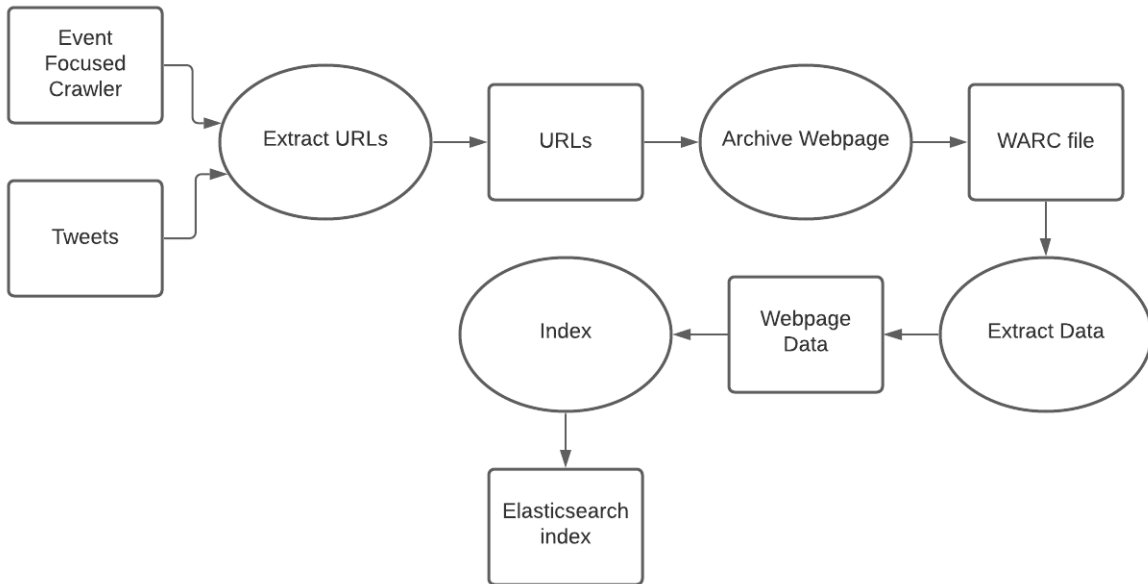 Event
Focused
Crawler
Tweets
Extract URLs
URLs
Archive Webpage
WARC file
Extract Data
Webpage
Data
Index
Elasticsearch
index